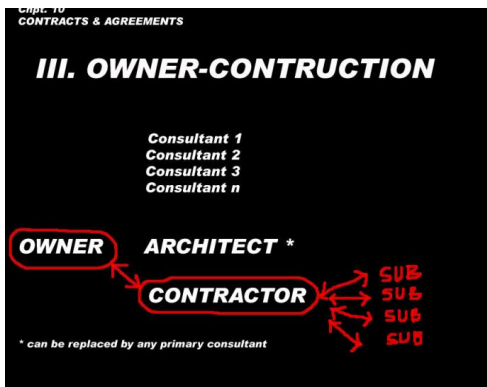 Chpt. 10
CONTRACTS & AGREEMENTS
III. OWNER-CONTRUCTION
Consultant 1
Consultant 2
Consultant 3
Consultant n
OWNER ARCHITECT *
SUB
CONTRACTOR SUB
SUB
SUB
* can be replaced by any primary consultant